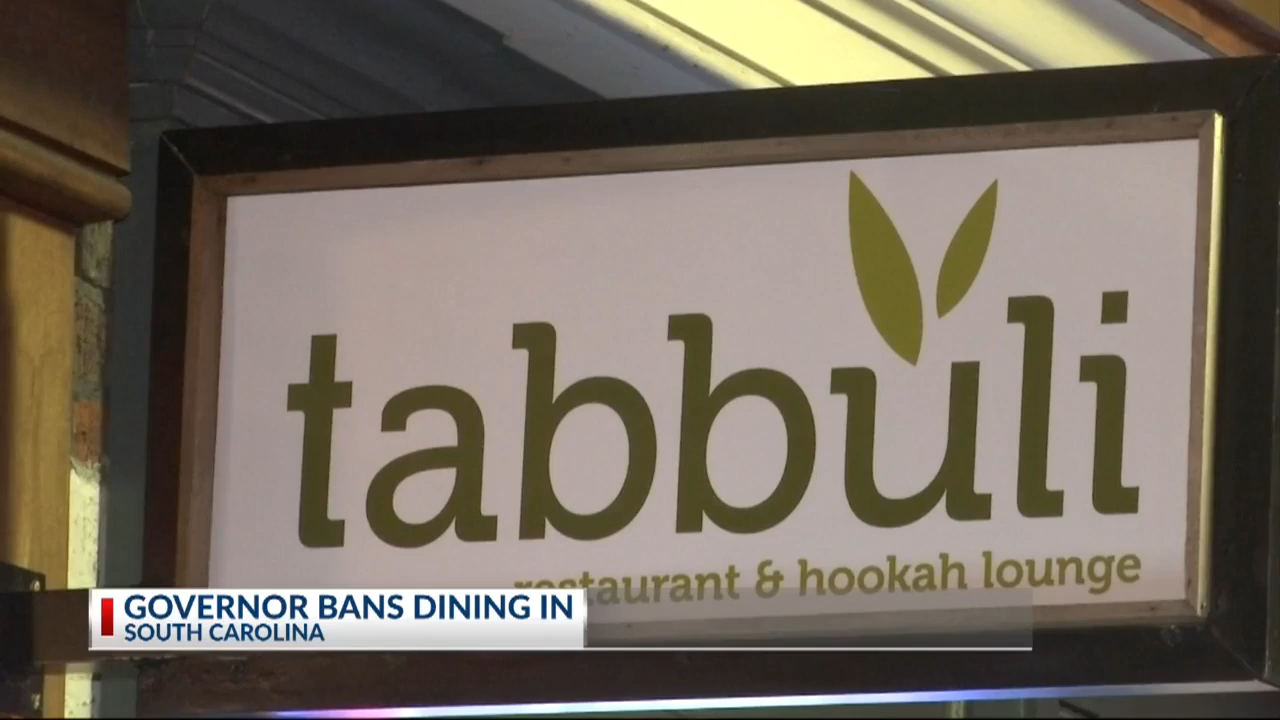 tabbuli
restaurant & hookah lounge
GOVERNOR BANS DINING IN
SOUTH CAROLINA